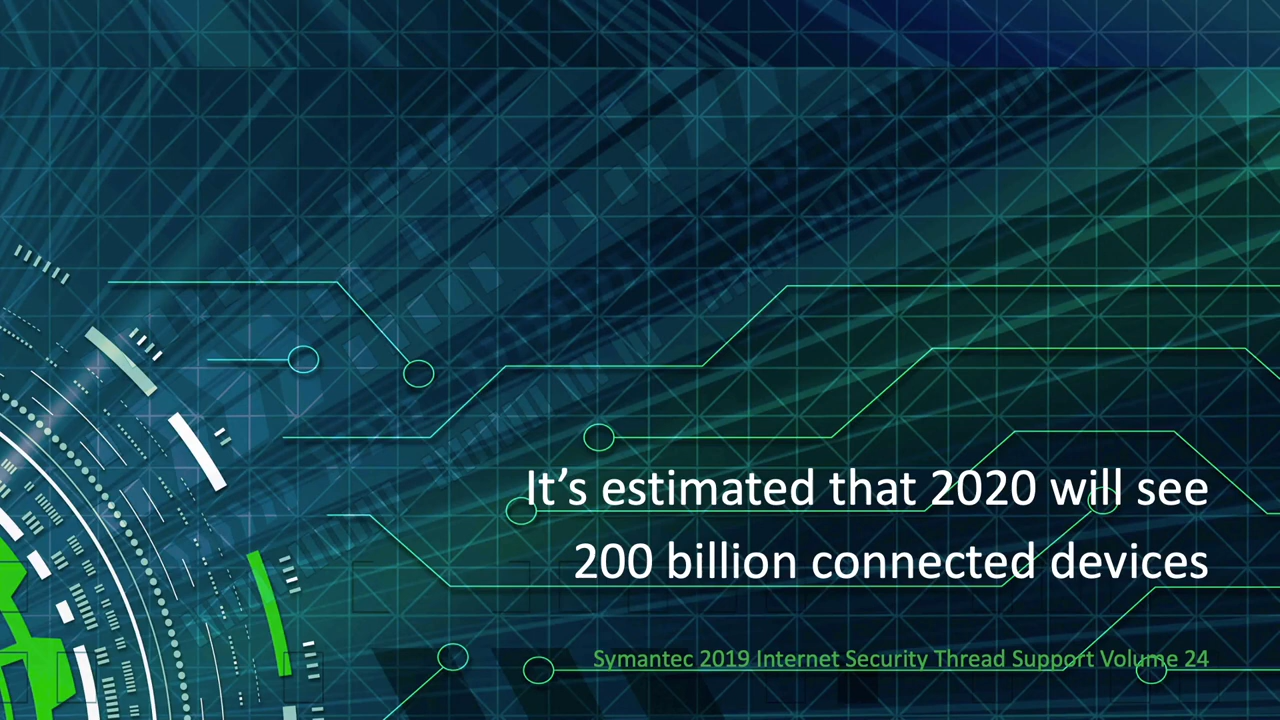 It’s estimated that 2020 will see
200 billion connected devices
Symantec 2019 Internet Security Thread Support Volume 24